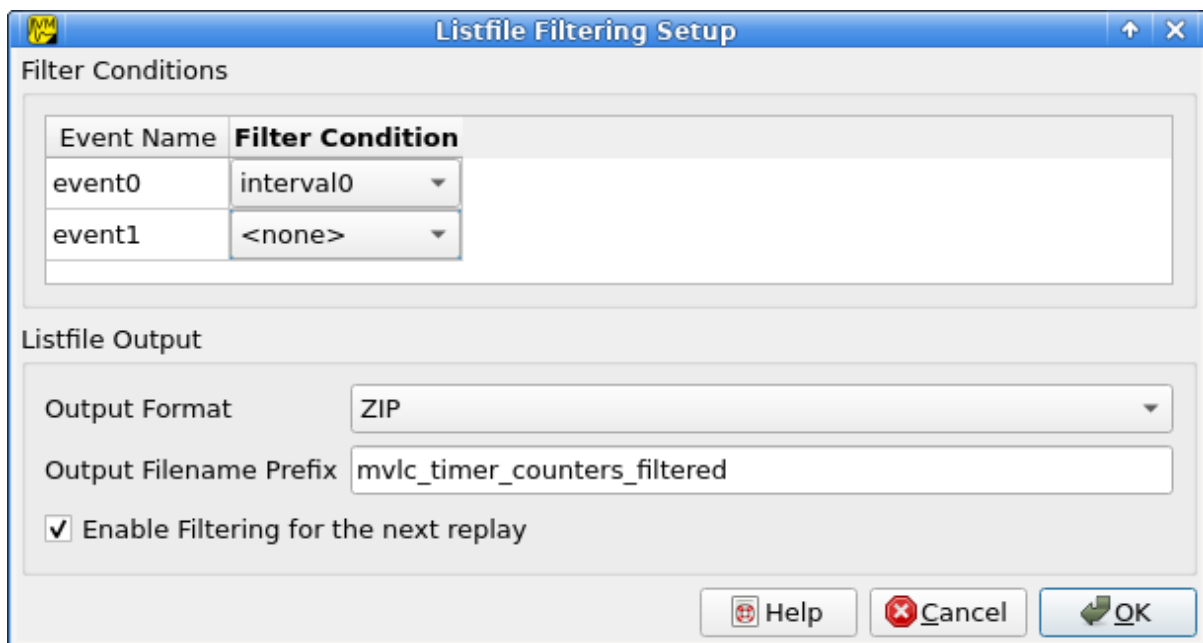 Listfile Filtering Setup
Filter Conditions
Event Name Filter Condition
event0 interval0
event1 <none>
Listfile Output
Output Format ZIP
Output Filename Prefix mvlc_timer_counters_filtered
Enable Filtering for the next replay
Help Cancel OK